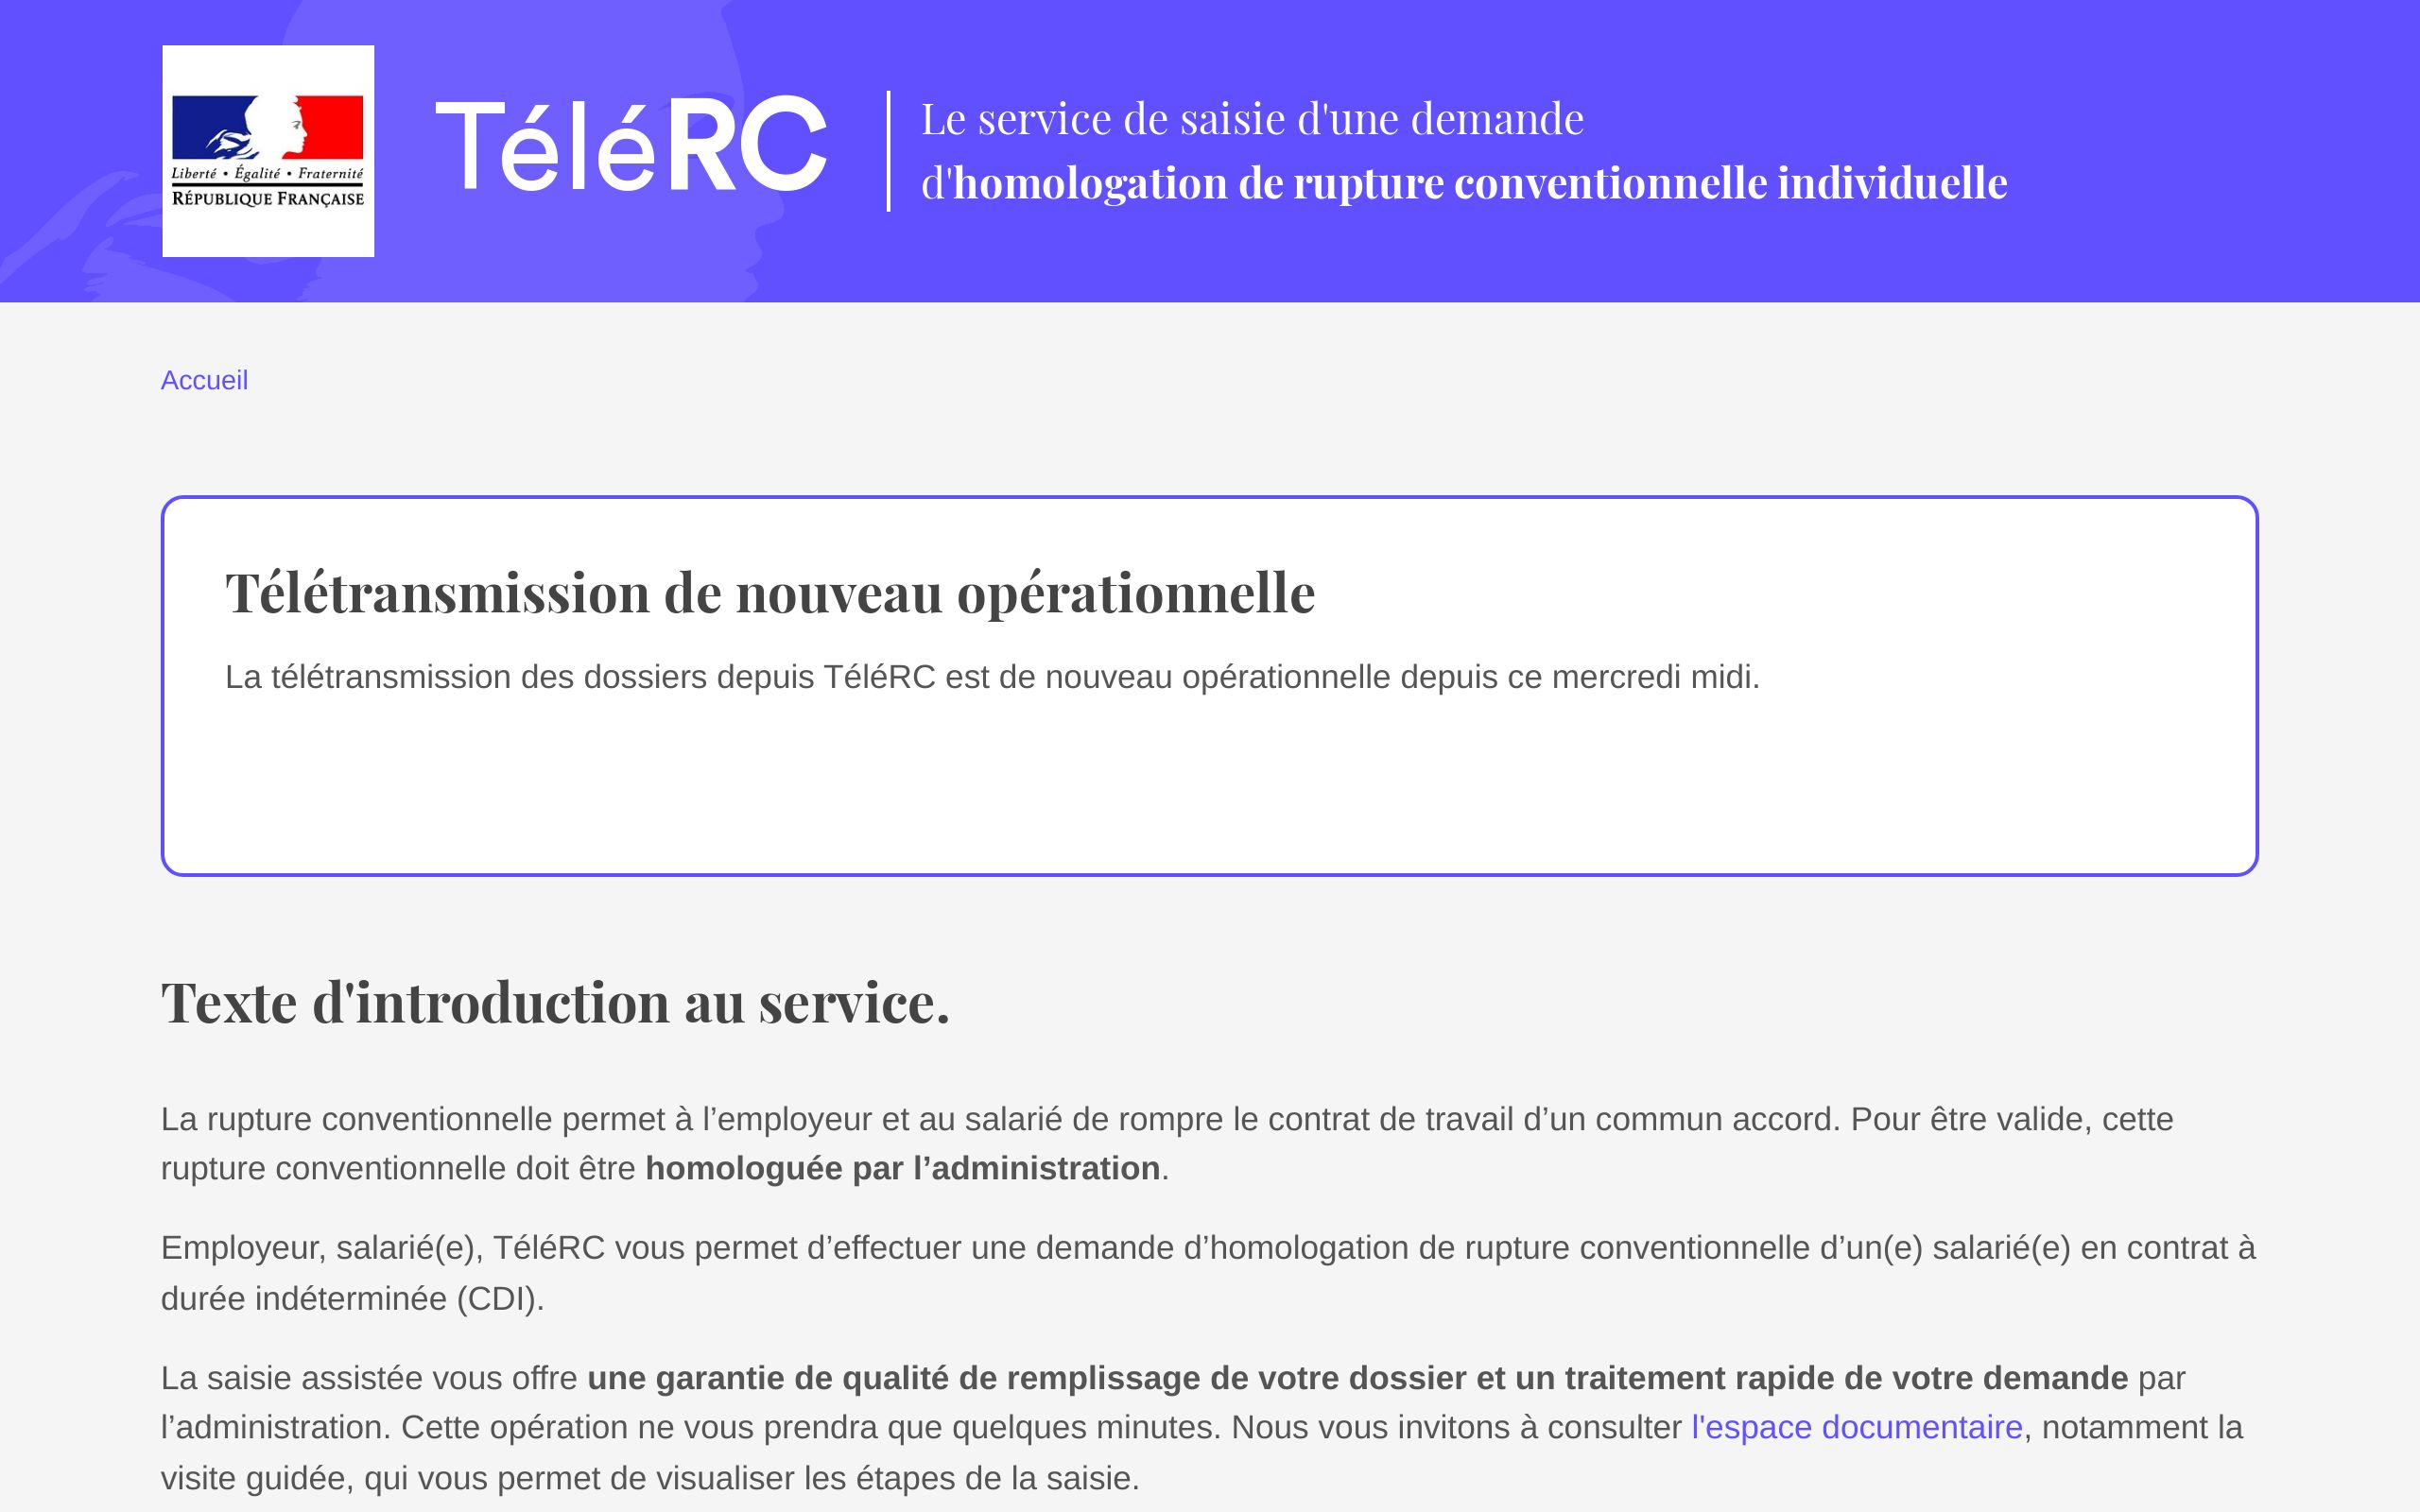 Liberté • Égalité • Fraternité
RÉPUBLIQUE FRANÇAISE
TéléRC
Le service de saisie d'une demande
d'homologation de rupture conventionnelle individuelle
Accueil
Télétransmission de nouveau opérationnelle
La télétransmission des dossiers depuis TéléRC est de nouveau opérationnelle depuis ce mercredi midi.
Texte d'introduction au service.
La rupture conventionnelle permet à l’employeur et au salarié de rompre le contrat de travail d’un commun accord. Pour être valide, cette
rupture conventionnelle doit être homologuée par l’administration.
Employeur, salarié(e), TéléRC vous permet d’effectuer une demande d’homologation de rupture conventionnelle d’un(e) salarié(e) en contrat à
durée indéterminée (CDI).
La saisie assistée vous offre une garantie de qualité de remplissage de votre dossier et un traitement rapide de votre demande par
l’administration. Cette opération ne vous prendra que quelques minutes. Nous vous invitons à consulter l'espace documentaire, notamment la
visite guidée, qui vous permet de visualiser les étapes de la saisie.